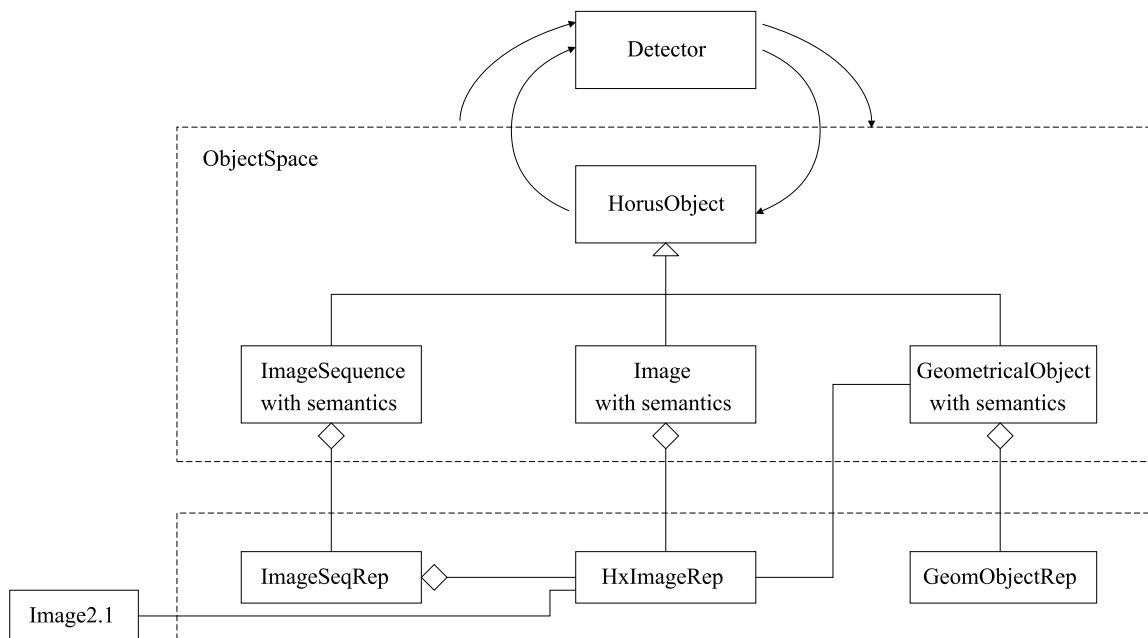 Detector
ObjectSpace
HorusObject
ImageSequence
with semantics
Image
with semantics
GeometricalObject
with semantics
ImageSeqRep
HxImageRep
GeomObjectRep
Image2.1